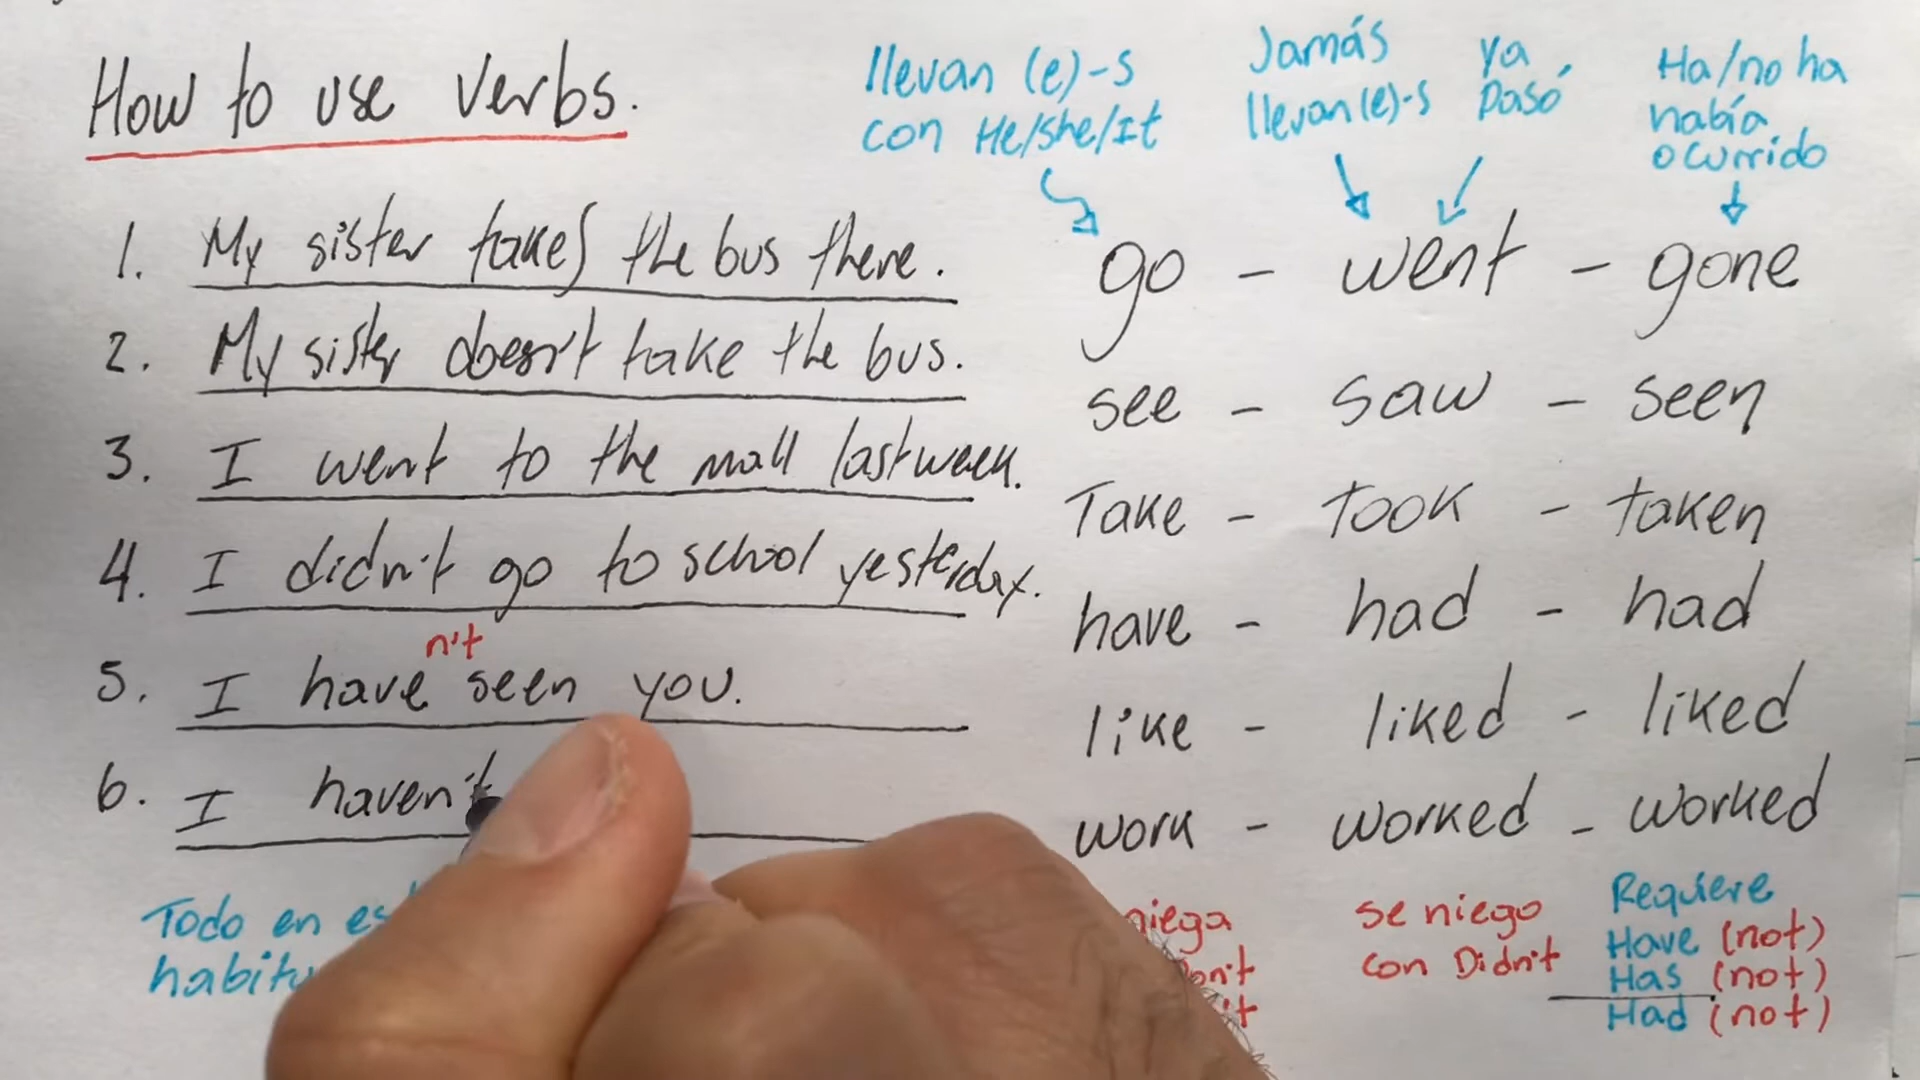 How to use verbs.
1. My sister takes the bus there.
2. My sister doesn't take the bus.
3. I went to the mall last week.
4. I didn't go to school yesterday.
n't
5. I have seen you.
6. I haven't
Todo en
llevan (e)-s
con He/she/It
Jamás
llevan(e)-s
ya
pasó
Ha/no ha
había
ocurrido
go - went - gone
see - saw - seen
Take - took - taken
have - had - had
like - liked - liked
work - worked - worked
niega
se niego
con Didn't
Requiere
Have (not)
Has (not)
Had (not)